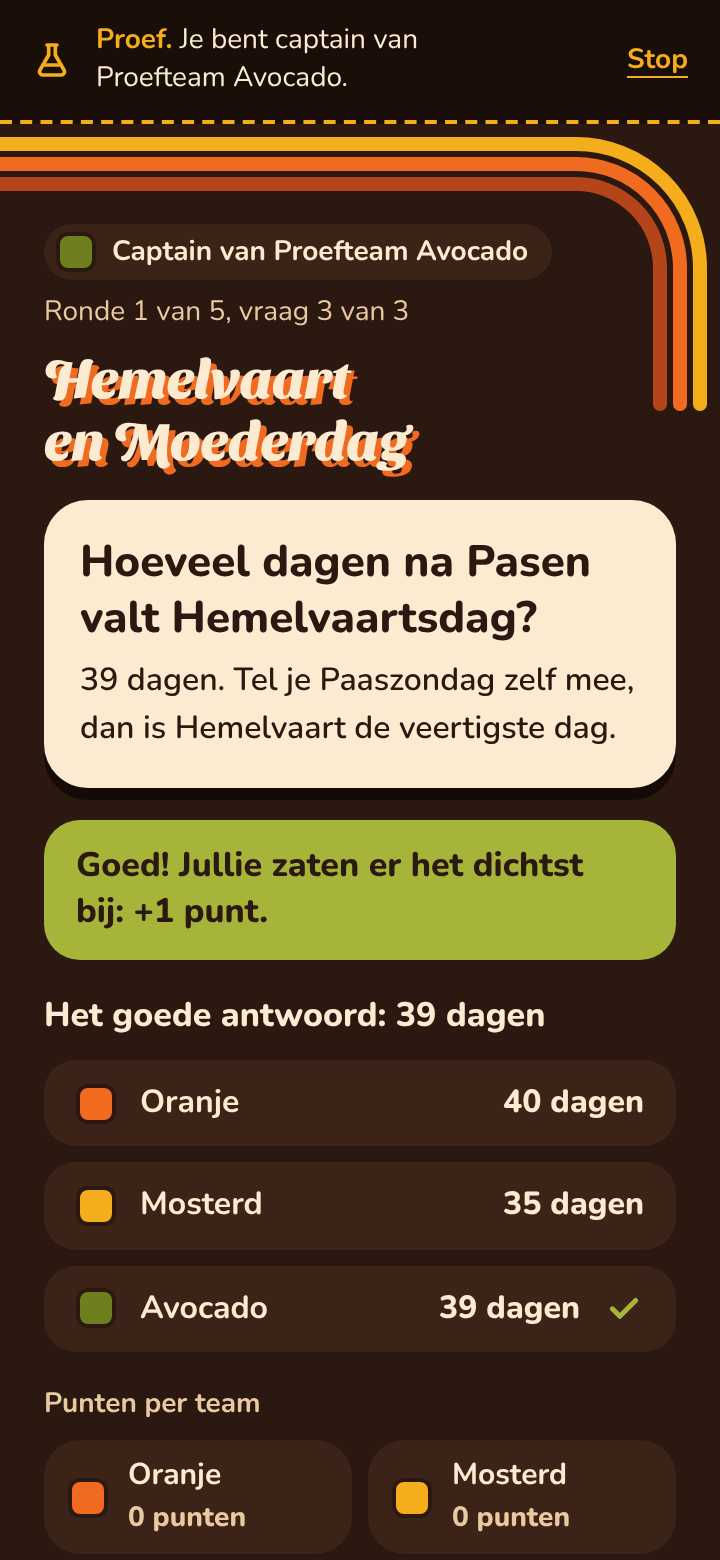 Proef. Je bent captain van
Proefteam Avocado.
Stop
Captain van Proefteam Avocado
Ronde 1 van 5, vraag 3 van 3
Hemelvaart
en Moederdag
Hoeveel dagen na Pasen
valt Hemelvaartsdag?
39 dagen. Tel je Paaszondag zelf mee,
dan is Hemelvaart de veertigste dag.
Goed! Jullie zaten er het dichtst
bij: +1 punt.
Het goede antwoord: 39 dagen
Oranje 40 dagen
Mosterd 35 dagen
Avocado 39 dagen
Punten per team
Oranje Mosterd
0 punten 0 punten